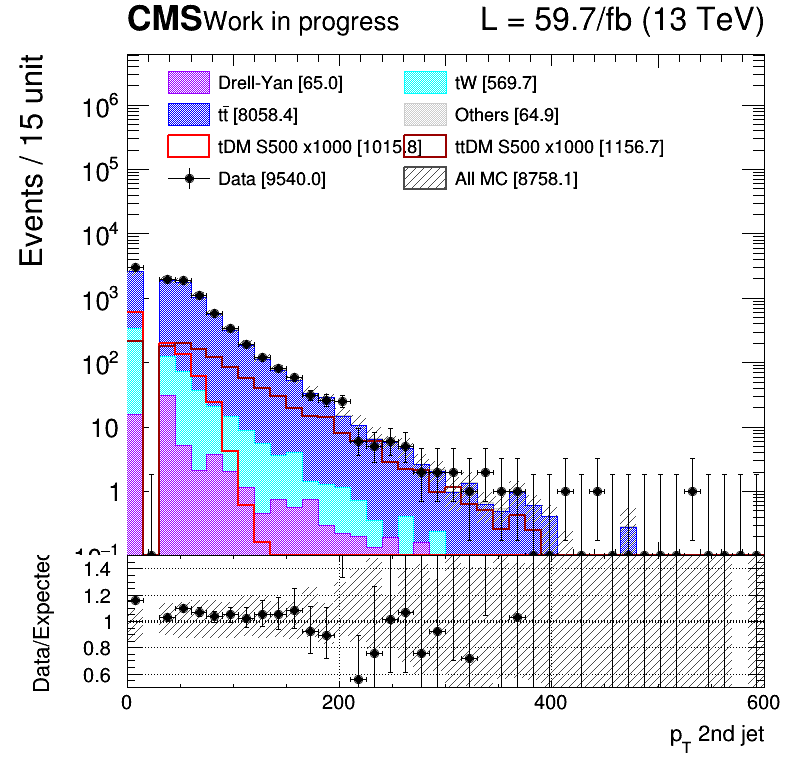 CMS Work in progress L = 59.7/fb (13 TeV)
Events / 15 unit
Drell-Yan [65.0] tW [569.7]
tt̄ [8058.4] Others [64.9]
tDM S500 x1000 [1015.8] ttDM S500 x1000 [1156.7]
Data [9540.0] All MC [8758.1]
10⁶
10⁵
10⁴
10³
10²
10
1
10⁻¹
Data/Expected
1.4
1.2
1
0.8
0.6
0 200 400 600
p_T 2nd jet